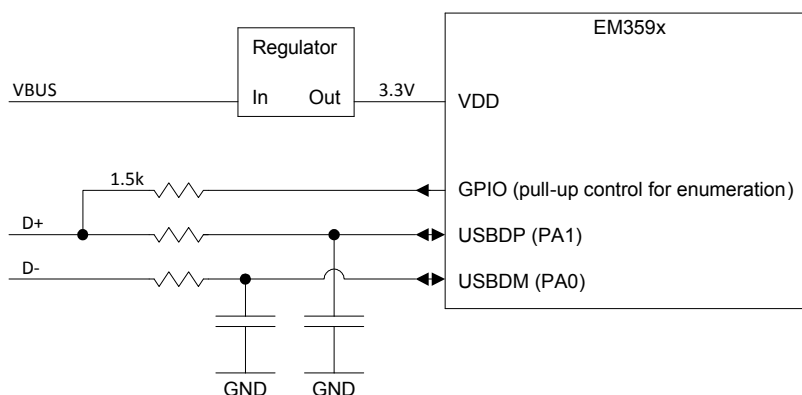 EM359x
Regulator
VBUS
In
Out
3.3V
VDD
1.5k
GPIO (pull-up control for enumeration)
D+
USBDP (PA1)
D-
USBDM (PA0)
GND
GND